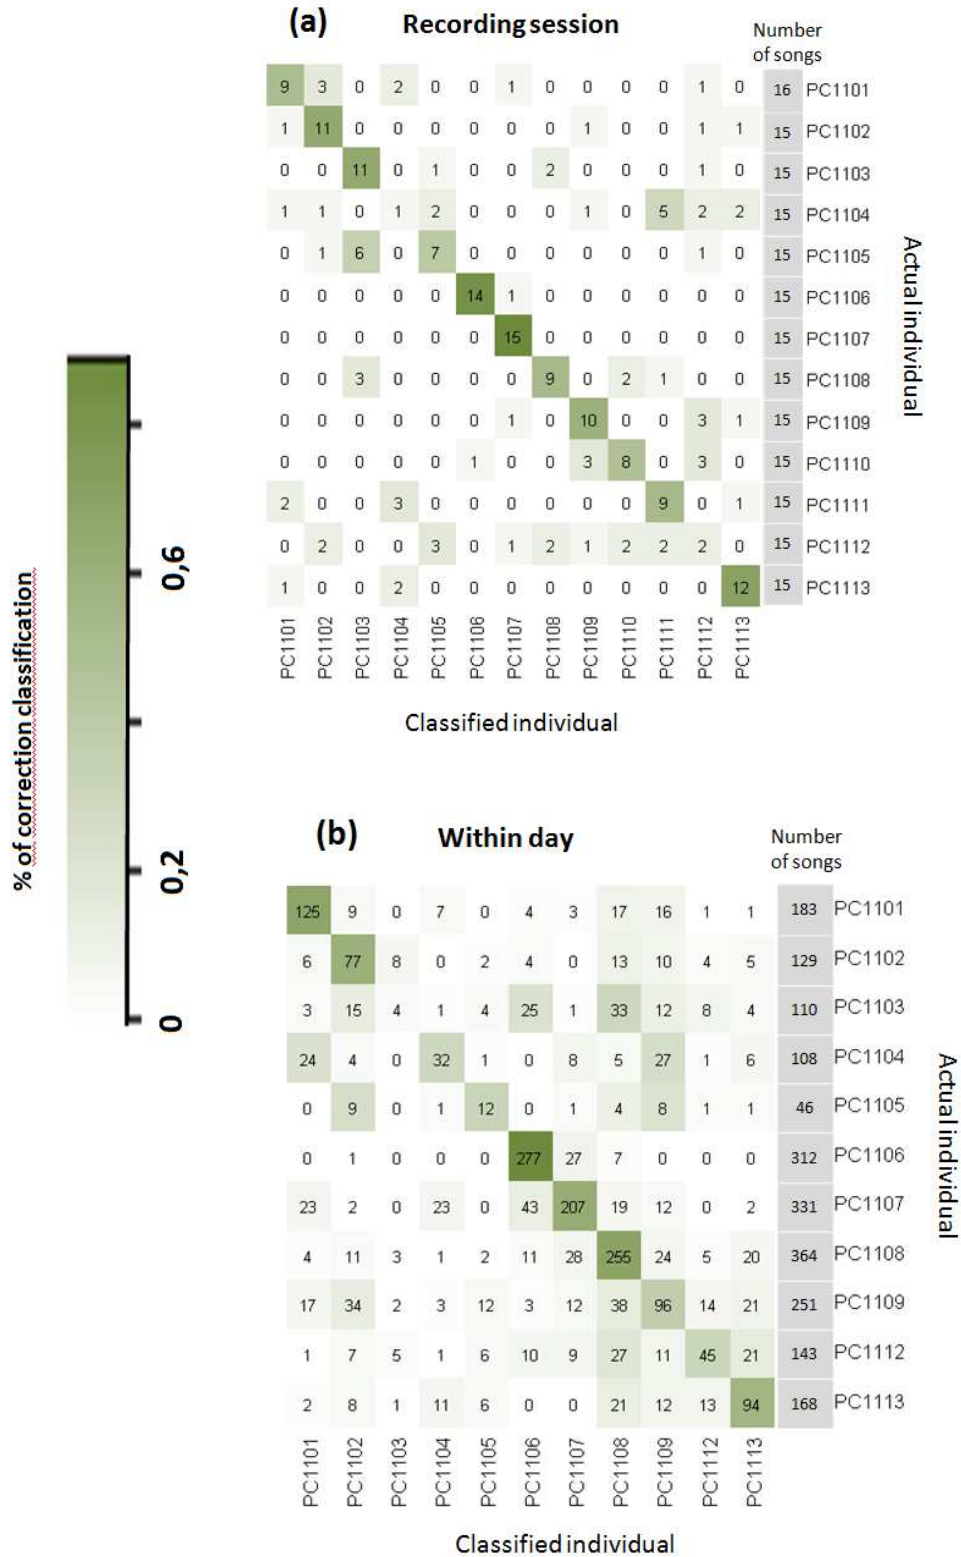 (a) Recording session
Number
of songs
9 3 0 2 0 0 1 0 0 0 0 1 0 16 PC1101
1 11 0 0 0 0 0 0 1 0 0 1 1 15 PC1102
0 0 11 0 1 0 0 2 0 0 0 1 0 15 PC1103
1 1 0 1 2 0 0 0 1 0 5 2 2 15 PC1104
0 1 6 0 7 0 0 0 0 0 0 1 0 15 PC1105
0 0 0 0 0 14 1 0 0 0 0 0 0 15 PC1106
0 0 0 0 0 0 15 0 0 0 0 0 0 15 PC1107
0 0 3 0 0 0 0 9 0 2 1 0 0 15 PC1108
0 0 0 0 0 0 1 0 10 0 0 3 1 15 PC1109
0 0 0 0 0 1 0 0 3 8 0 3 0 15 PC1110
2 0 0 3 0 0 0 0 0 0 9 0 1 15 PC1111
0 2 0 0 3 0 1 2 1 2 2 2 0 15 PC1112
1 0 0 2 0 0 0 0 0 0 0 0 12 15 PC1113
PC1101 PC1102 PC1103 PC1104 PC1105 PC1106 PC1107 PC1108 PC1109 PC1110 PC1111 PC1112 PC1113
Classified individual
Actual individual
% of correction classification
0,6
0,2
0
(b) Within day
Number
of songs
125 9 0 7 0 4 3 17 16 1 1 183 PC1101
6 77 8 0 2 4 0 13 10 4 5 129 PC1102
3 15 4 1 4 25 1 33 12 8 4 110 PC1103
24 4 0 32 1 0 8 5 27 1 6 108 PC1104
0 9 0 1 12 0 1 4 8 1 1 46 PC1105
0 1 0 0 0 277 27 7 0 0 0 312 PC1106
23 2 0 23 0 43 207 19 12 0 2 331 PC1107
4 11 3 1 2 11 28 255 24 5 20 364 PC1108
17 34 2 3 12 3 12 38 96 14 21 251 PC1109
1 7 5 1 6 10 9 27 11 45 21 143 PC1112
2 8 1 11 6 0 0 21 12 13 94 168 PC1113
PC1101 PC1102 PC1103 PC1104 PC1105 PC1106 PC1107 PC1108 PC1109 PC1112 PC1113
Classified individual
Actual individual